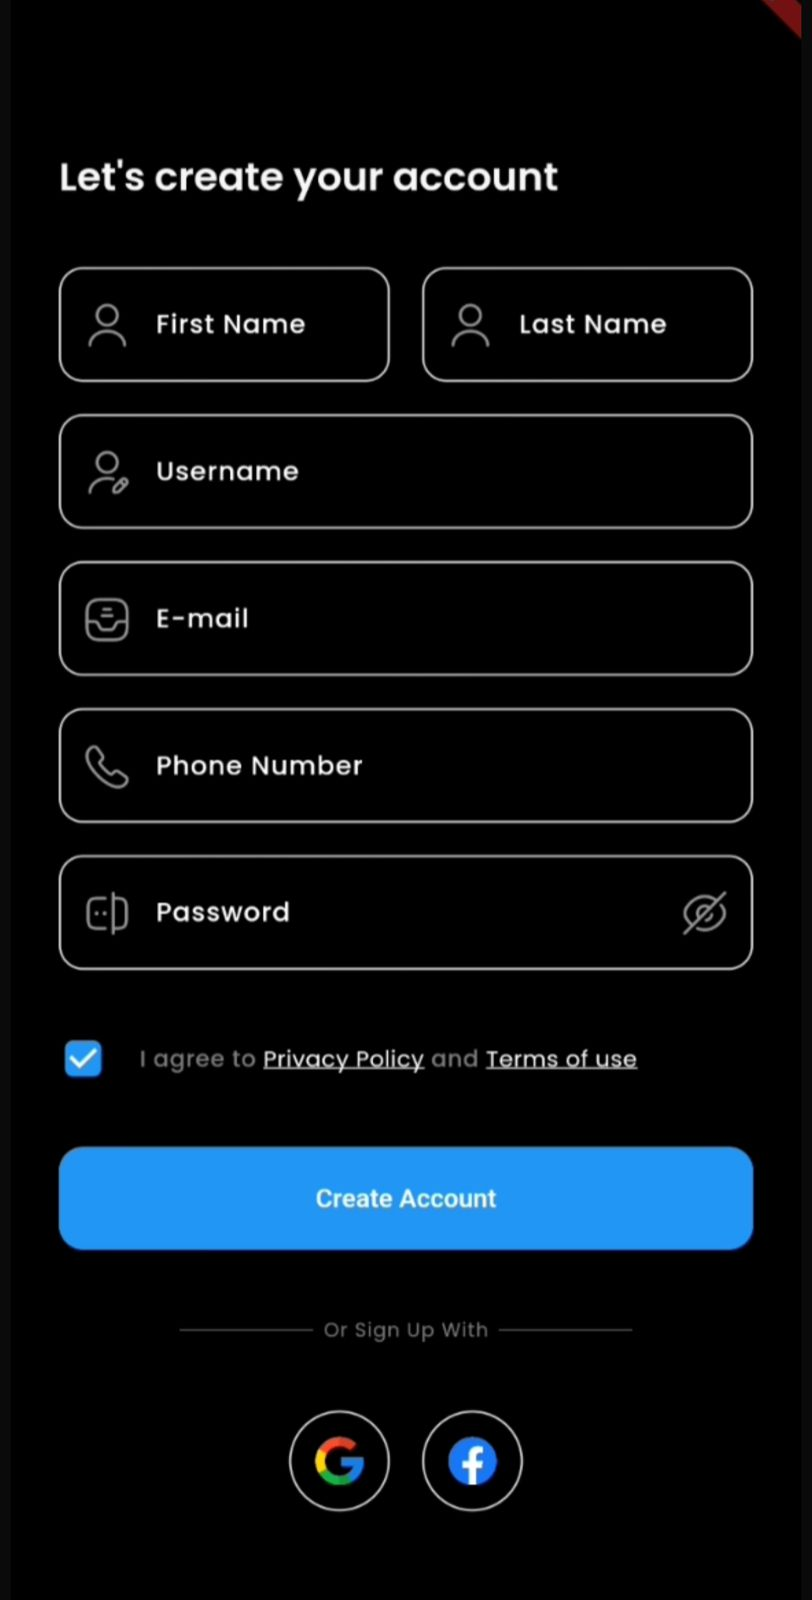 Let's create your account
First Name
Last Name
Username
E-mail
Phone Number
Password
I agree to Privacy Policy and Terms of use
Create Account
Or Sign Up With